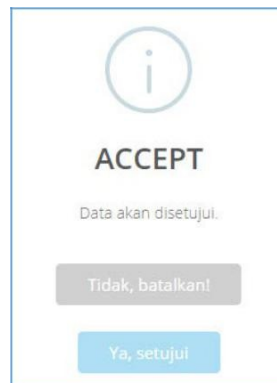 ACCEPT
Data akan disetujui.
Tidak, batalkan!
Ya, setujui